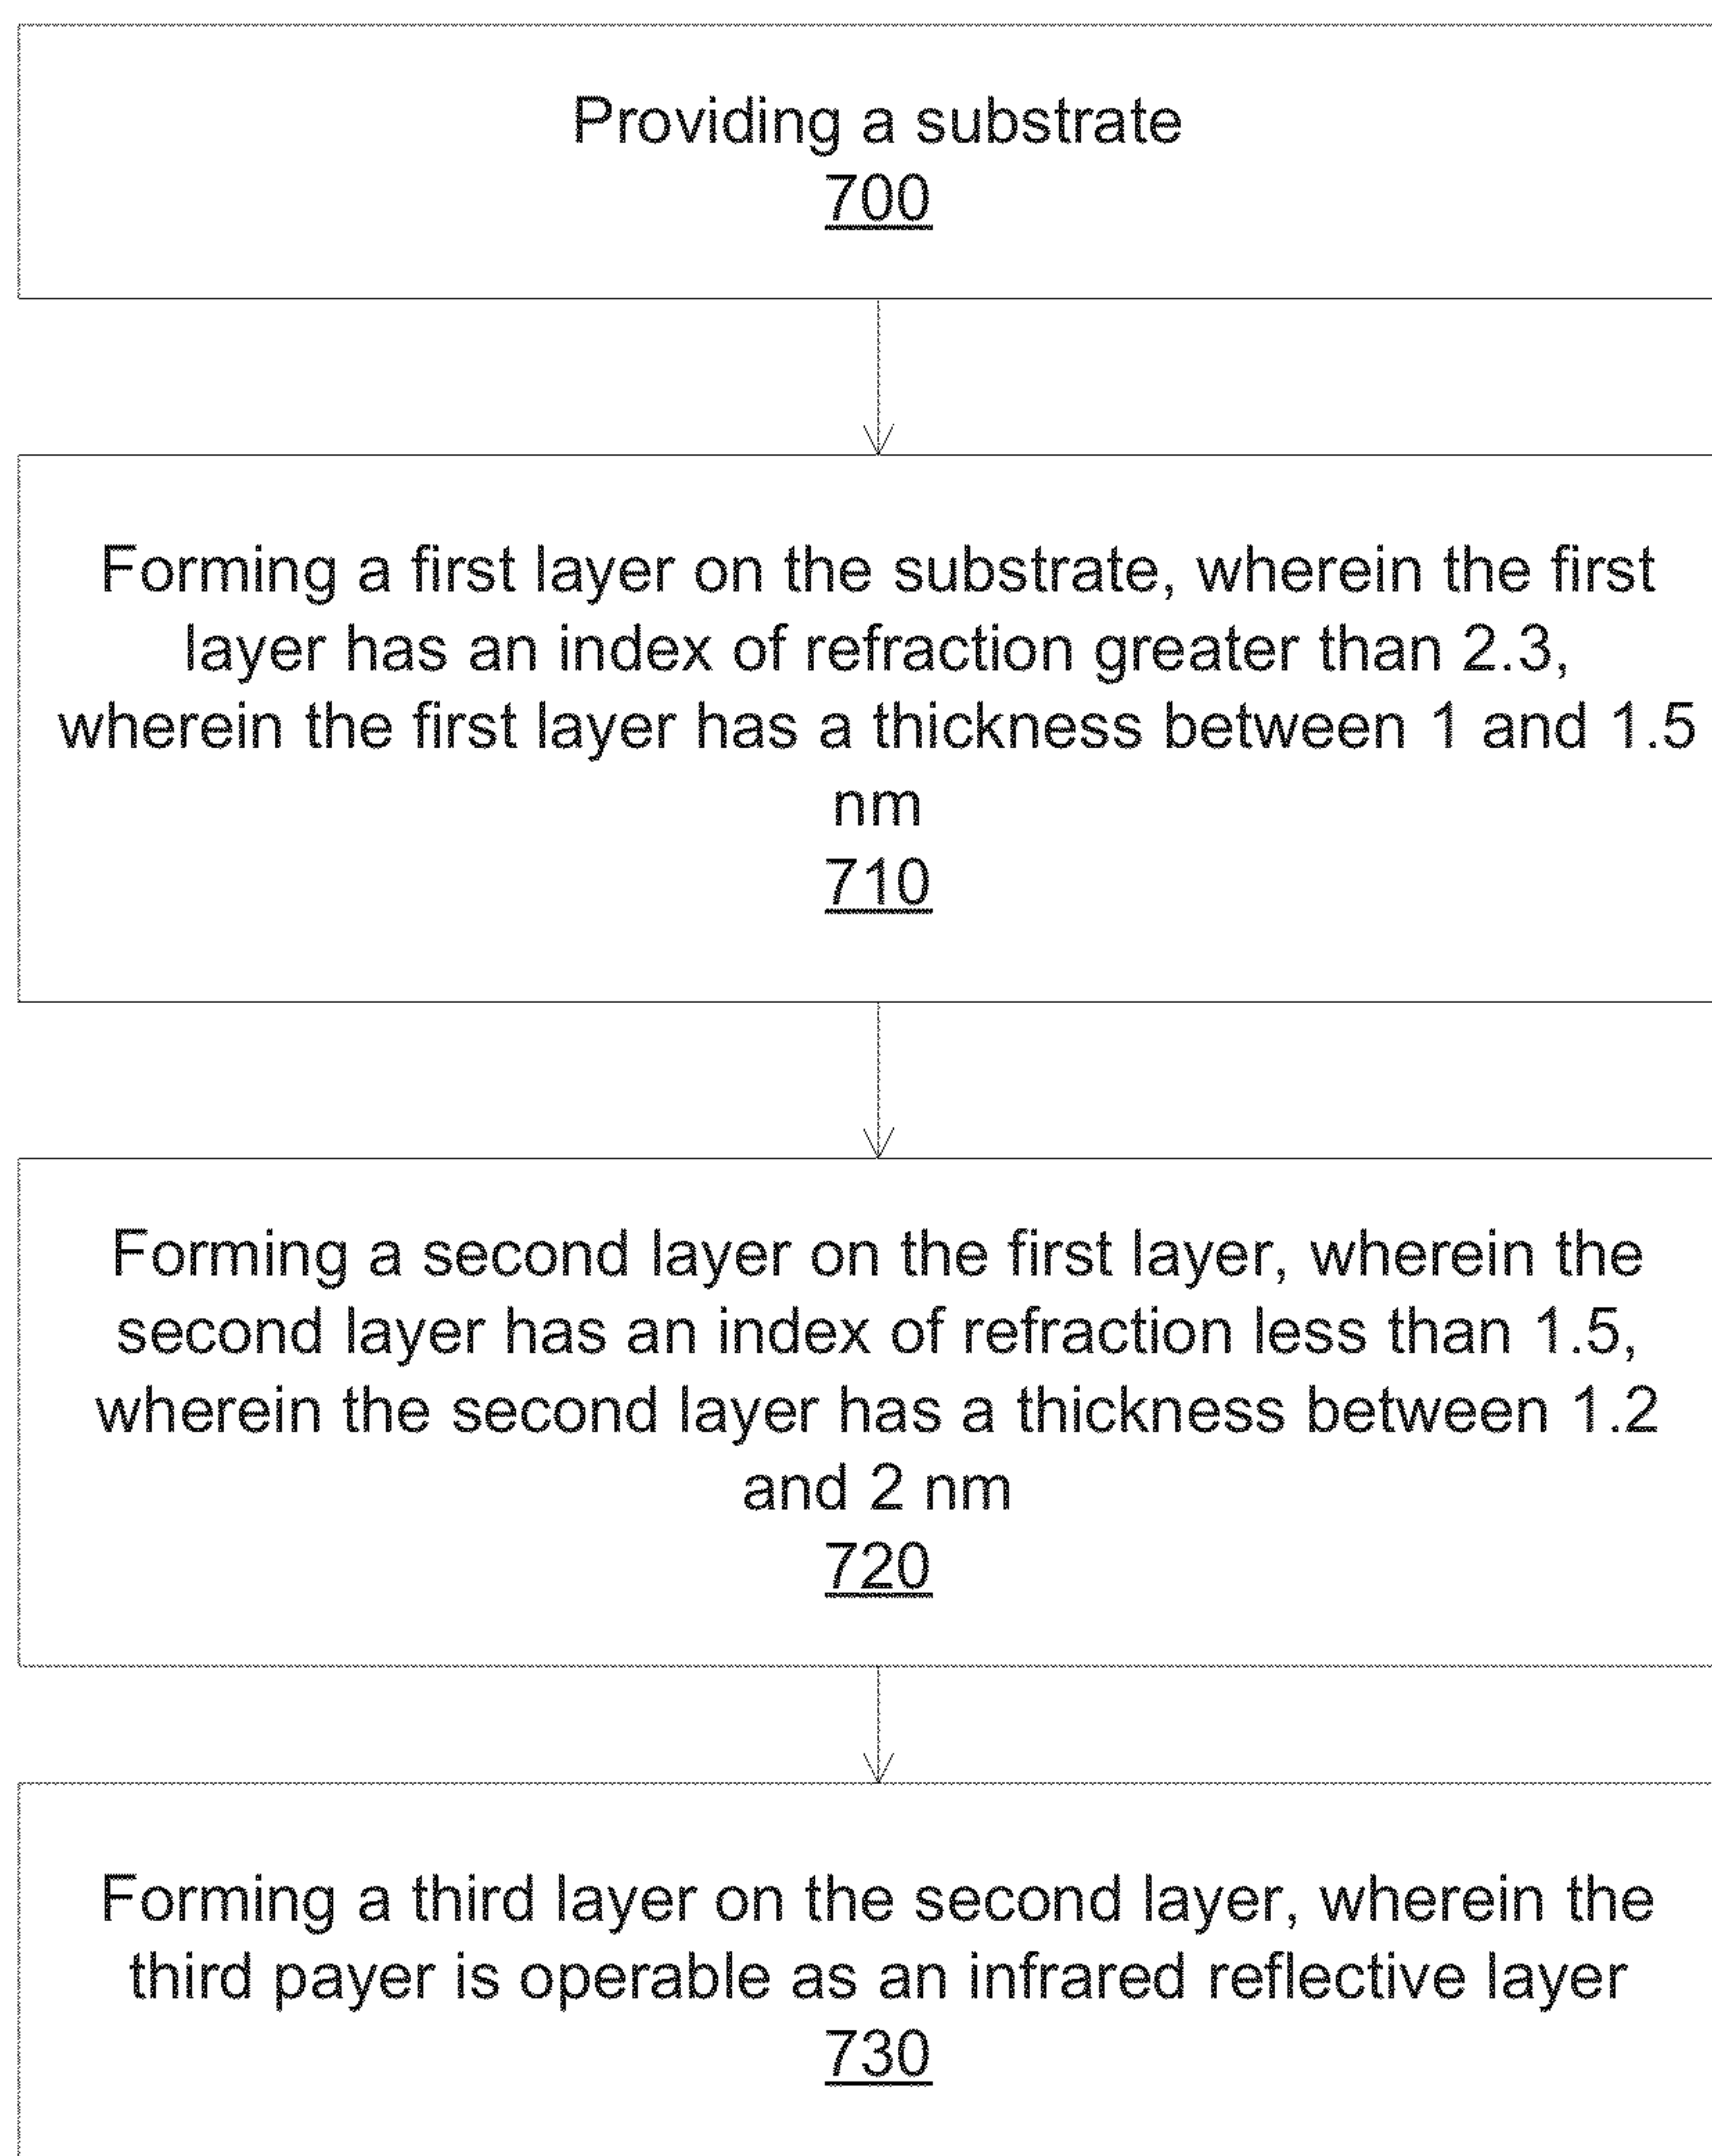 Providing a substrate
700
Forming a first layer on the substrate, wherein the first
layer has an index of refraction greater than 2.3,
wherein the first layer has a thickness between 1 and 1.5
nm
710
Forming a second layer on the first layer, wherein the
second layer has an index of refraction less than 1.5,
wherein the second layer has a thickness between 1.2
and 2 nm
720
Forming a third layer on the second layer, wherein the
third payer is operable as an infrared reflective layer
730